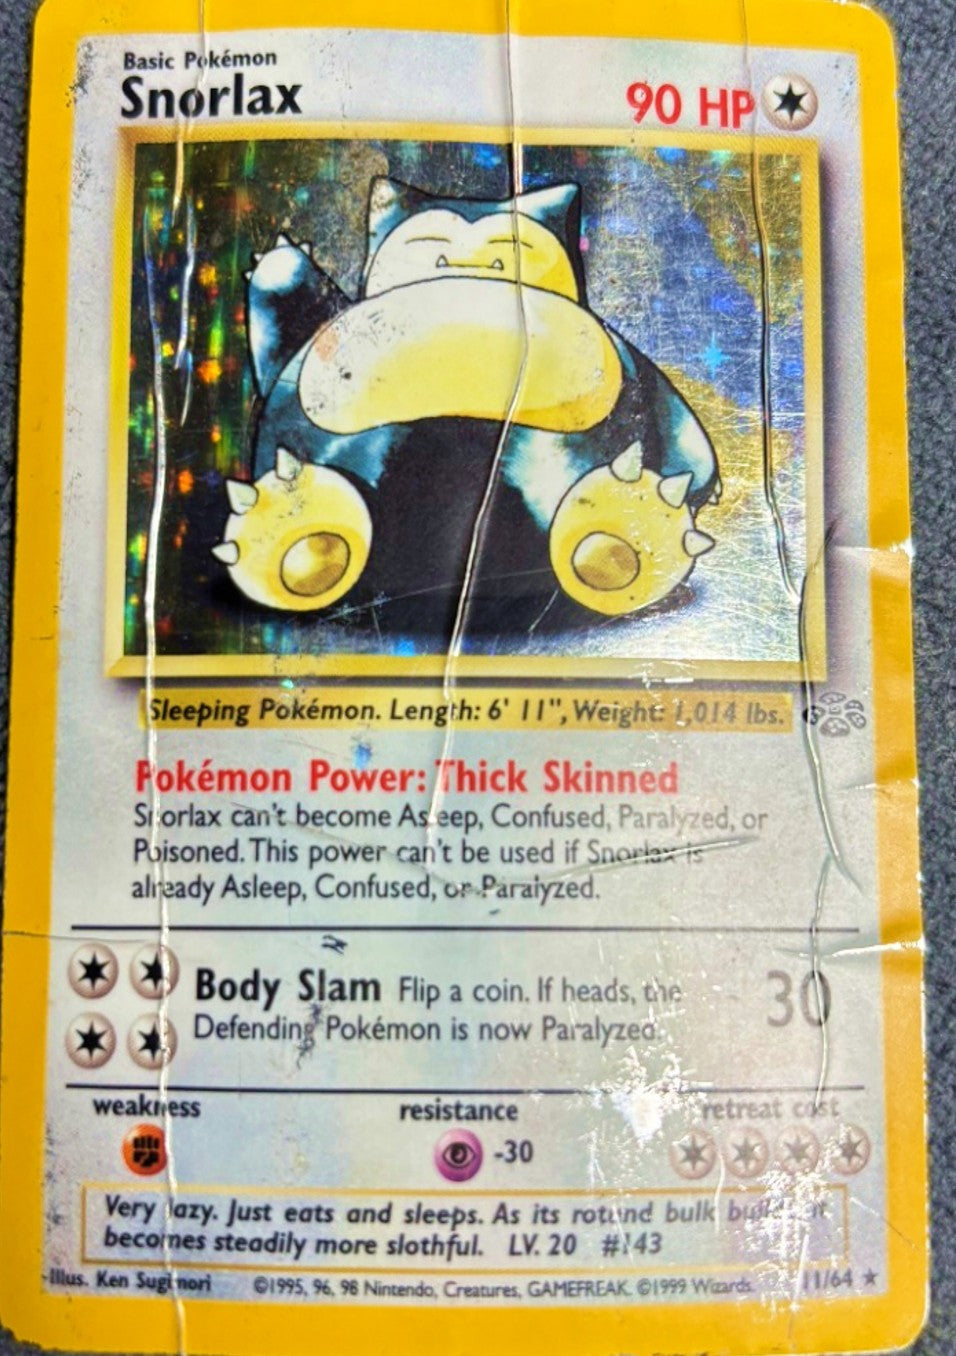 Basic Pokémon
Snorlax
90 HP
Sleeping Pokémon. Length: 6' 11", Weight: 1,014 lbs.
Pokémon Power: Thick Skinned
Snorlax can't become Asleep, Confused, Paralyzed, or
Poisoned. This power can't be used if Snorlax is
already Asleep, Confused, or Paralyzed.
Body Slam Flip a coin. If heads, the
Defending Pokémon is now Paralyzed.
30
weakness
resistance
retreat cost
-30
Very lazy. Just eats and sleeps. As its rotund bulk builds, it
becomes steadily more slothful. LV. 20 #143
Illus. Ken Sugimori
©1995, 96, 98 Nintendo, Creatures, GAMEFREAK. ©1999 Wizards.
11/64 ★